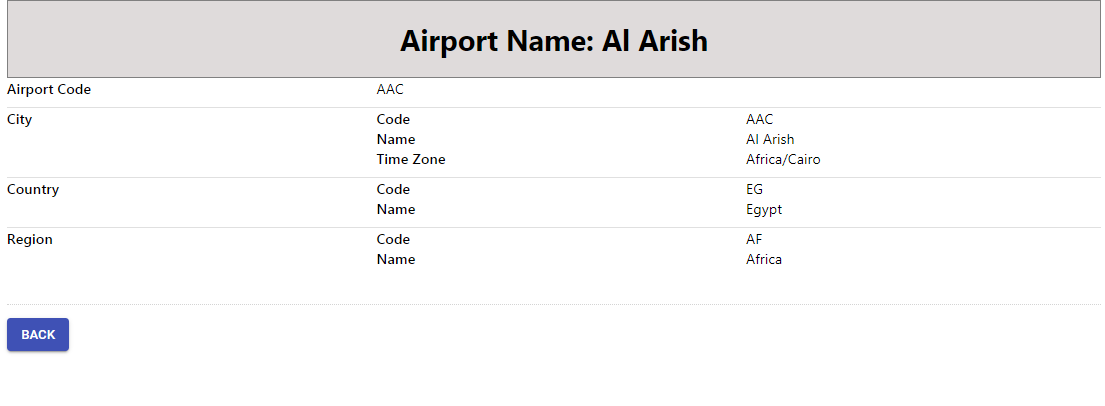 Airport Name: Al Arish
Airport Code AAC
City Code AAC
Name Al Arish
Time Zone Africa/Cairo
Country Code EG
Name Egypt
Region Code AF
Name Africa
BACK